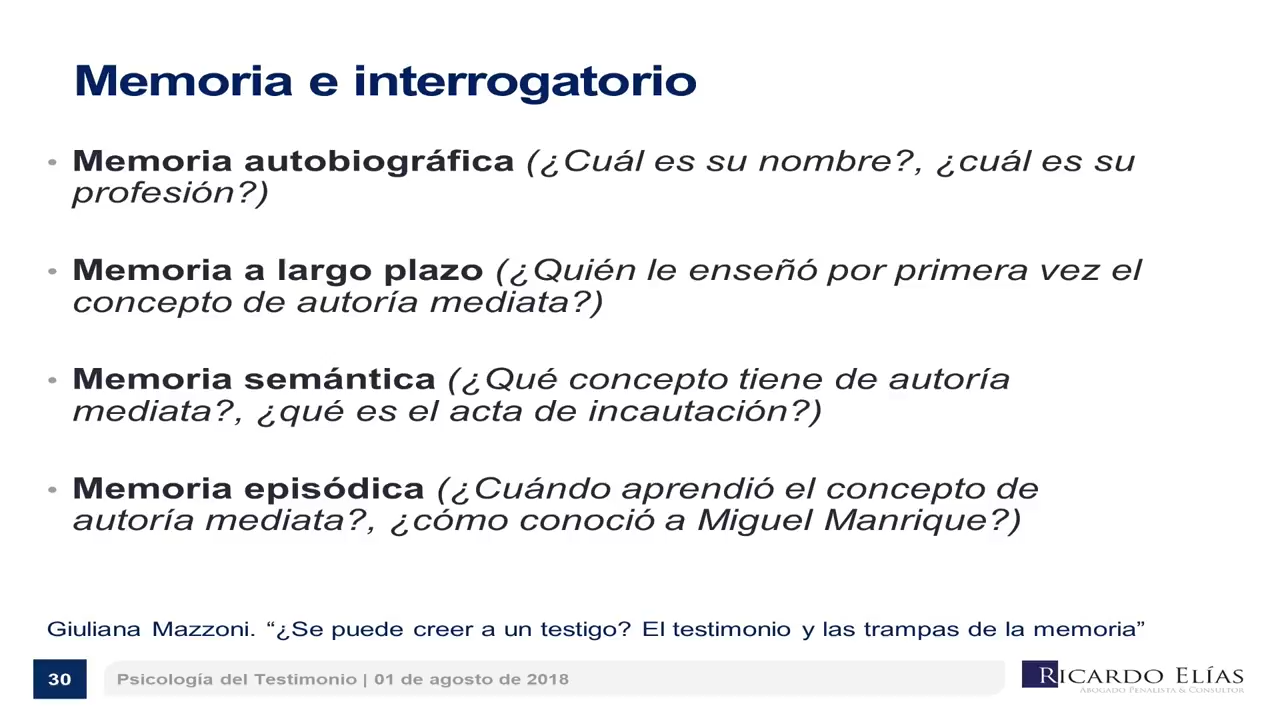 Memoria e interrogatorio
• Memoria autobiográfica (¿Cuál es su nombre?, ¿cuál es su
profesión?)
• Memoria a largo plazo (¿Quién le enseñó por primera vez el
concepto de autoría mediata?)
• Memoria semántica (¿Qué concepto tiene de autoría
mediata?, ¿qué es el acta de incautación?)
• Memoria episódica (¿Cuándo aprendió el concepto de
autoría mediata?, ¿cómo conoció a Miguel Manrique?)
Giuliana Mazzoni. “¿Se puede creer a un testigo? El testimonio y las trampas de la memoria”
30
Psicología del Testimonio | 01 de agosto de 2018
RICARDO ELÍAS
ABOGADO PENALISTA & CONSULTOR